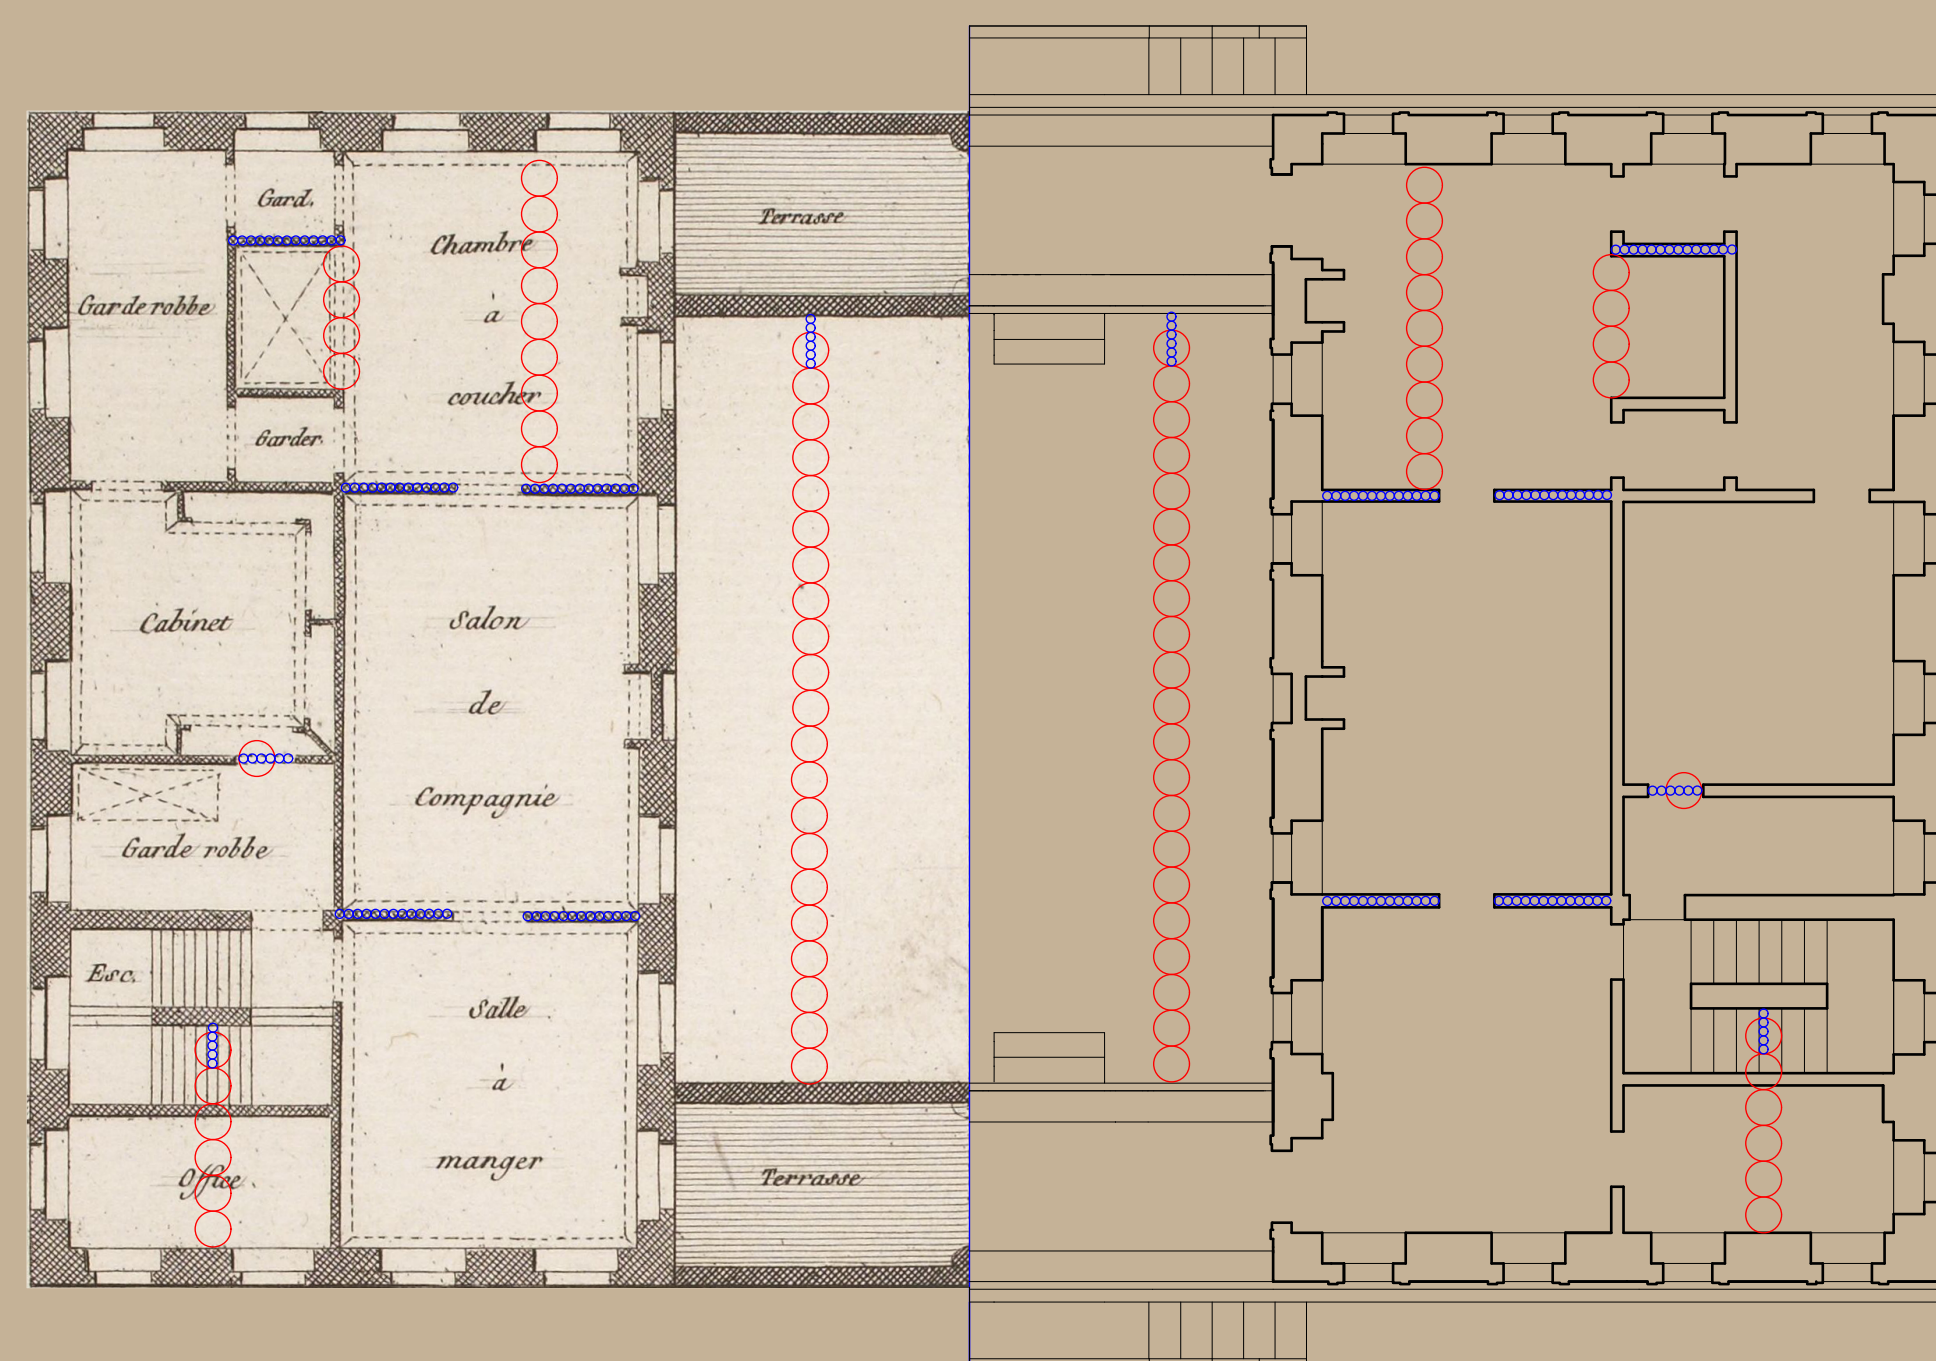 Gard.
Chambre
à
coucher
Garde robbe
Garder.
Terrasse
Cabinet
Salon
de
Compagnie
Garde robbe
Esc.
Salle
à
manger
Office.
Terrasse